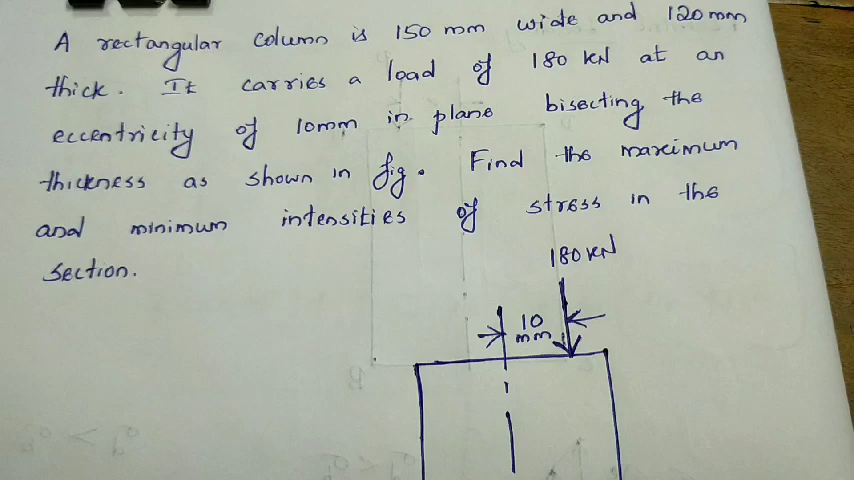 A rectangular column is 150 mm wide and 120 mm
thick. It carries a load of 180 kN at an
eccentricity of 10mm in plane bisecting the
thickness as shown in fig. Find the maximum
and minimum intensities of stress in the
section.
180 kN
10
mm